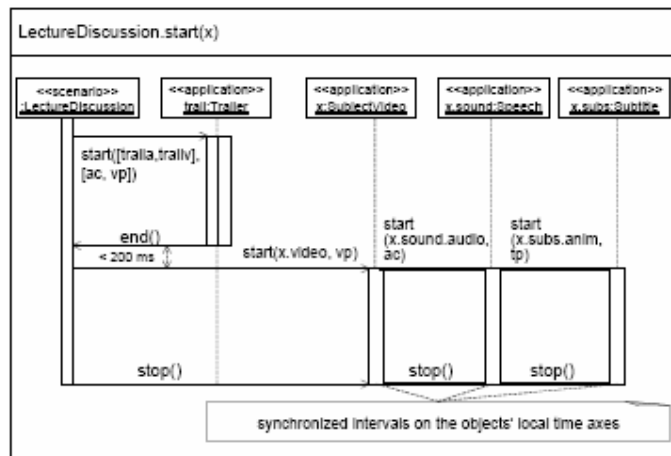 LectureDiscussion.start(x)
<<scenario>>
:LectureDiscussion
<<application>>
trail:Trailer
<<application>>
x:SubjectVideo
<<application>>
x.sound:Speech
<<application>>
x.subs:Subtitle
start([traila,trailv],
[ac, vp])
end()
< 200 ms
start(x.video, vp)
start
(x.sound.audio,
ac)
start
(x.subs.anim,
tp)
stop()
stop()
stop()
synchronized intervals on the objects' local time axes